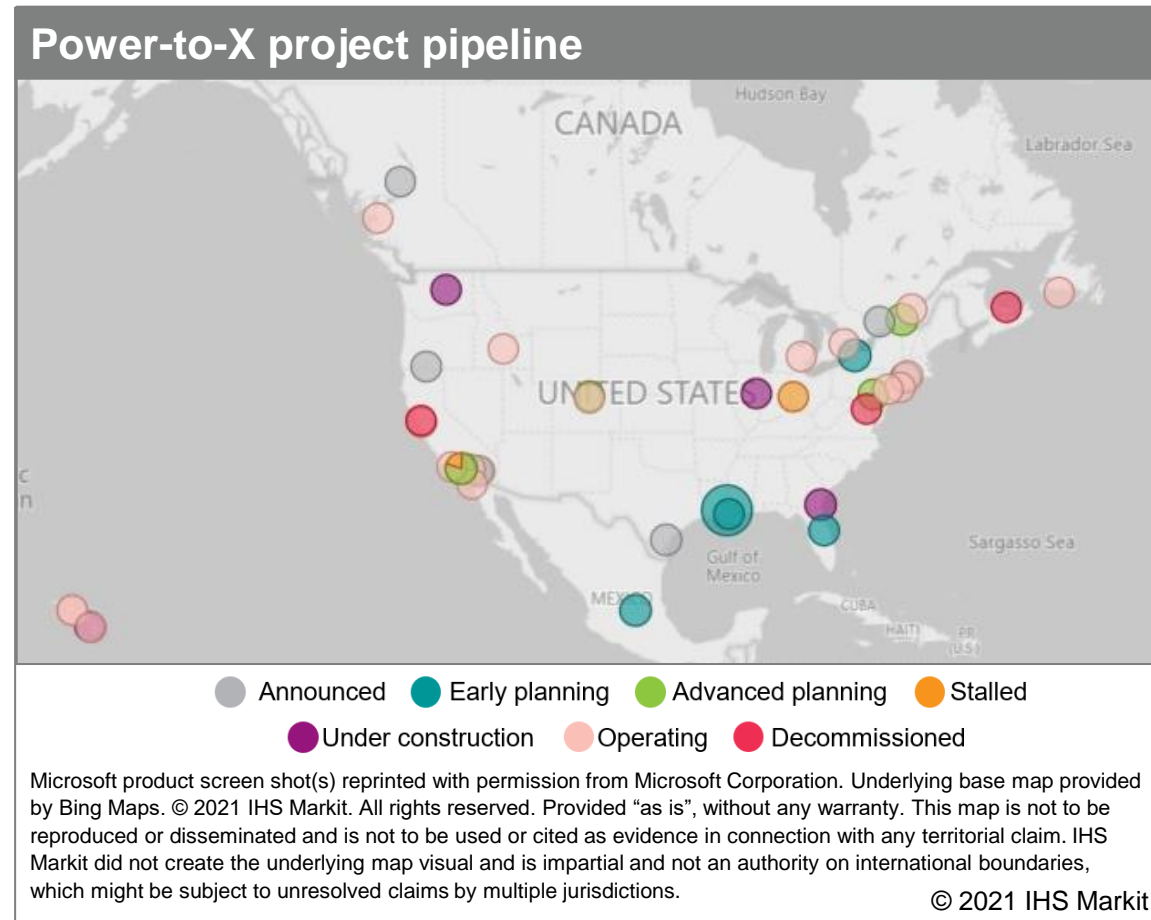 Power-to-X project pipeline
Hudson Bay
CANADA
Labrador Sea
UNITED STATES
c
n
Sargasso Sea
Gulf of
Mexico
MEXICO
CUBA
HAITI
PR
(U.S.)
Announced Early planning Advanced planning Stalled
Under construction Operating Decommissioned
Microsoft product screen shot(s) reprinted with permission from Microsoft Corporation. Underlying base map provided
by Bing Maps. © 2021 IHS Markit. All rights reserved. Provided “as is”, without any warranty. This map is not to be
reproduced or disseminated and is not to be used or cited as evidence in connection with any territorial claim. IHS
Markit did not create the underlying map visual and is impartial and not an authority on international boundaries,
which might be subject to unresolved claims by multiple jurisdictions.
© 2021 IHS Markit